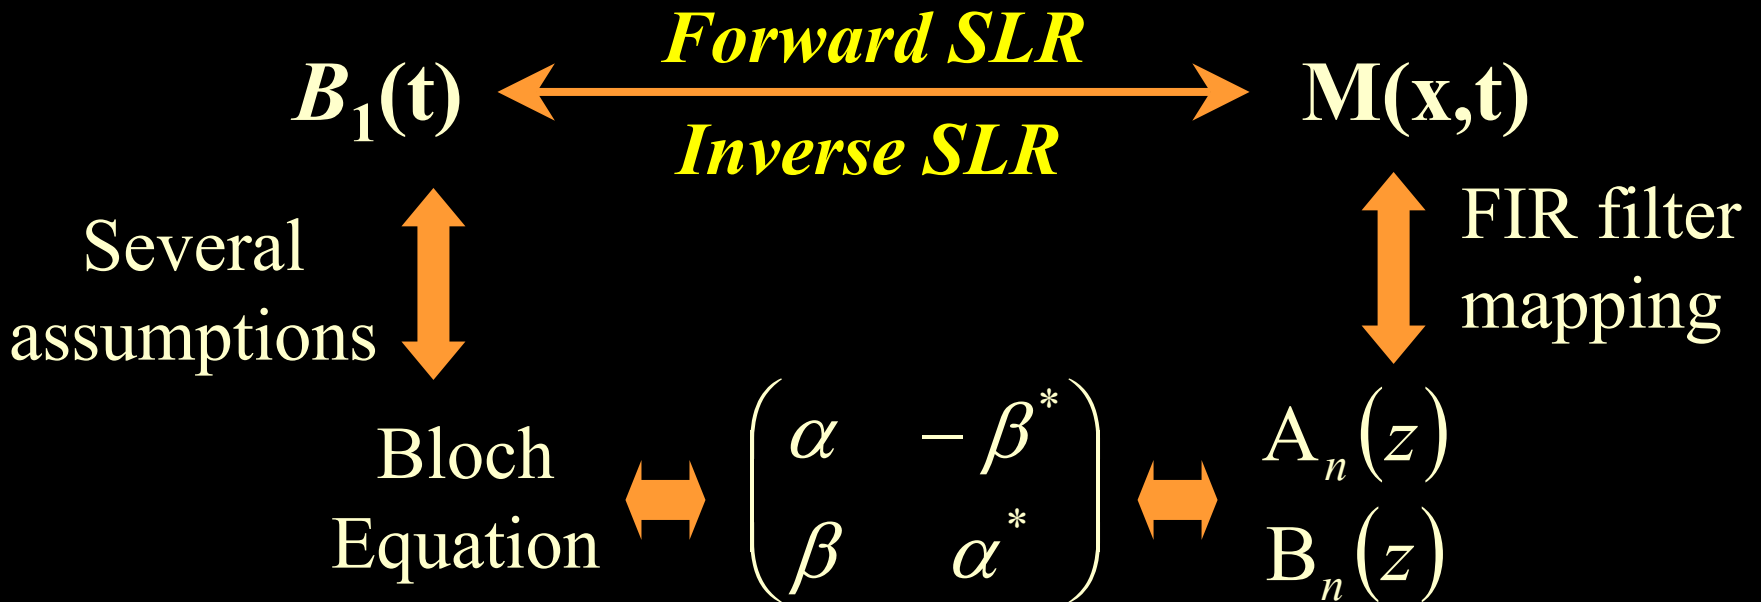 Forward SLR
B₁(t) M(x,t)
Inverse SLR
Several
assumptions
FIR filter
mapping
Bloch
Equation
( α − β* )
( β α* )
Aₙ(z)
Bₙ(z)